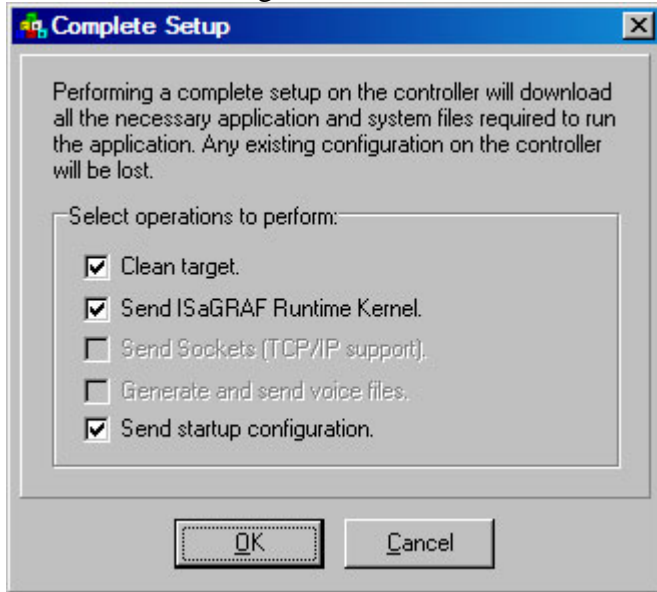 Complete Setup
Performing a complete setup on the controller will download
all the necessary application and system files required to run
the application. Any existing configuration on the controller
will be lost.
Select operations to perform:
Clean target.
Send ISaGRAF Runtime Kernel.
Send Sockets (TCP/IP support).
Generate and send voice files.
Send startup configuration.
OK
Cancel